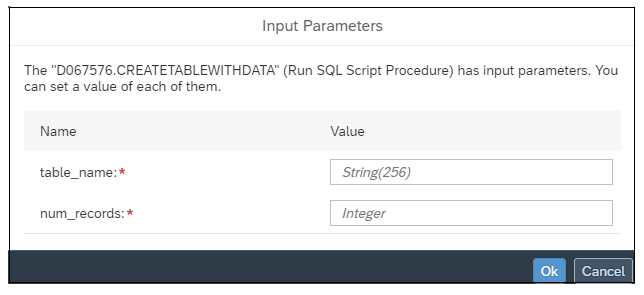 Input Parameters
The "D067576.CREATETABLEWITHDATA" (Run SQL Script Procedure) has input parameters. You
can set a value of each of them.
Name Value
table_name:* String(256)
num_records:* Integer
Ok Cancel